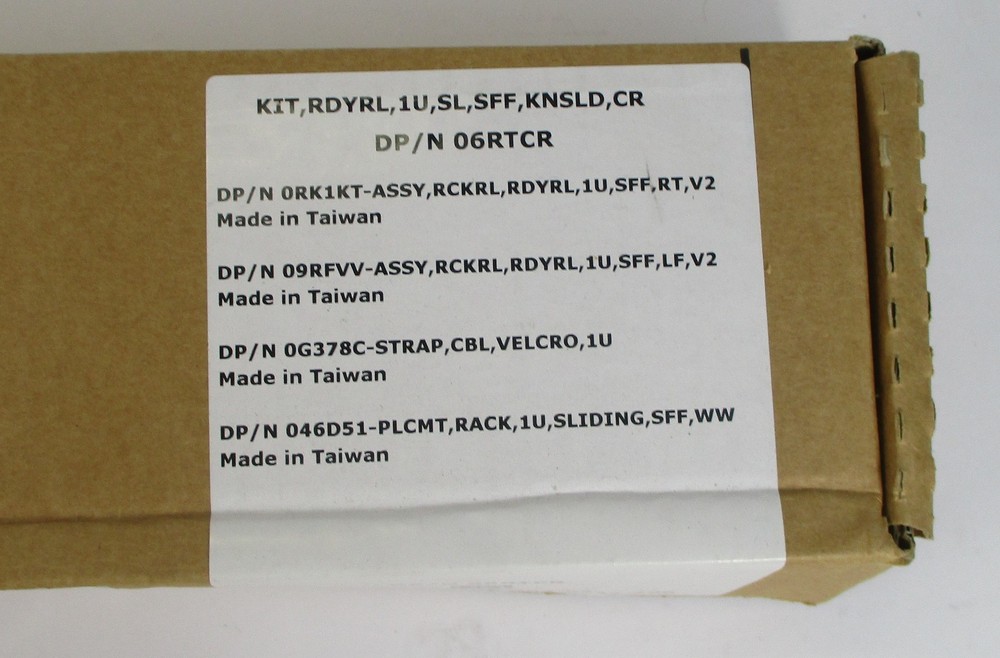 KIT,RDYRL,1U,SL,SFF,KNSLD,CR
DP/N 06RTCR
DP/N 0RK1KT-ASSY,RCKRL,RDYRL,1U,SFF,RT,V2
Made in Taiwan
DP/N 09RFVV-ASSY,RCKRL,RDYRL,1U,SFF,LF,V2
Made in Taiwan
DP/N 0G378C-STRAP,CBL,VELCRO,1U
Made in Taiwan
DP/N 046D51-PLCMT,RACK,1U,SLIDING,SFF,WW
Made in Taiwan